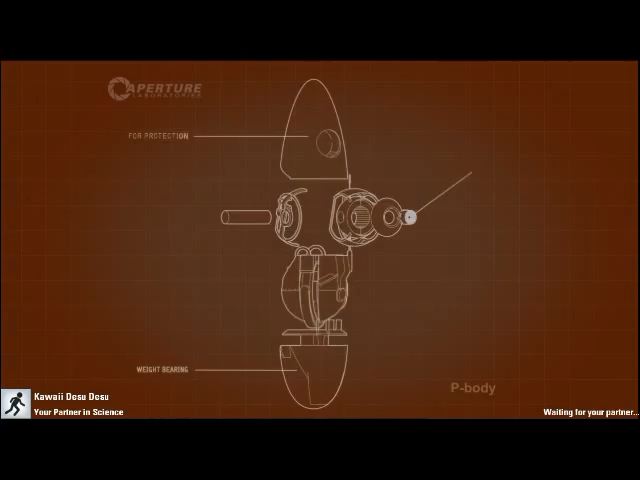 APERTURE
LABORATORIES
FOR PROTECTION
WEIGHT BEARING
P-body
Kawaii Desu Desu
Your Partner in Science
Waiting for your partner...